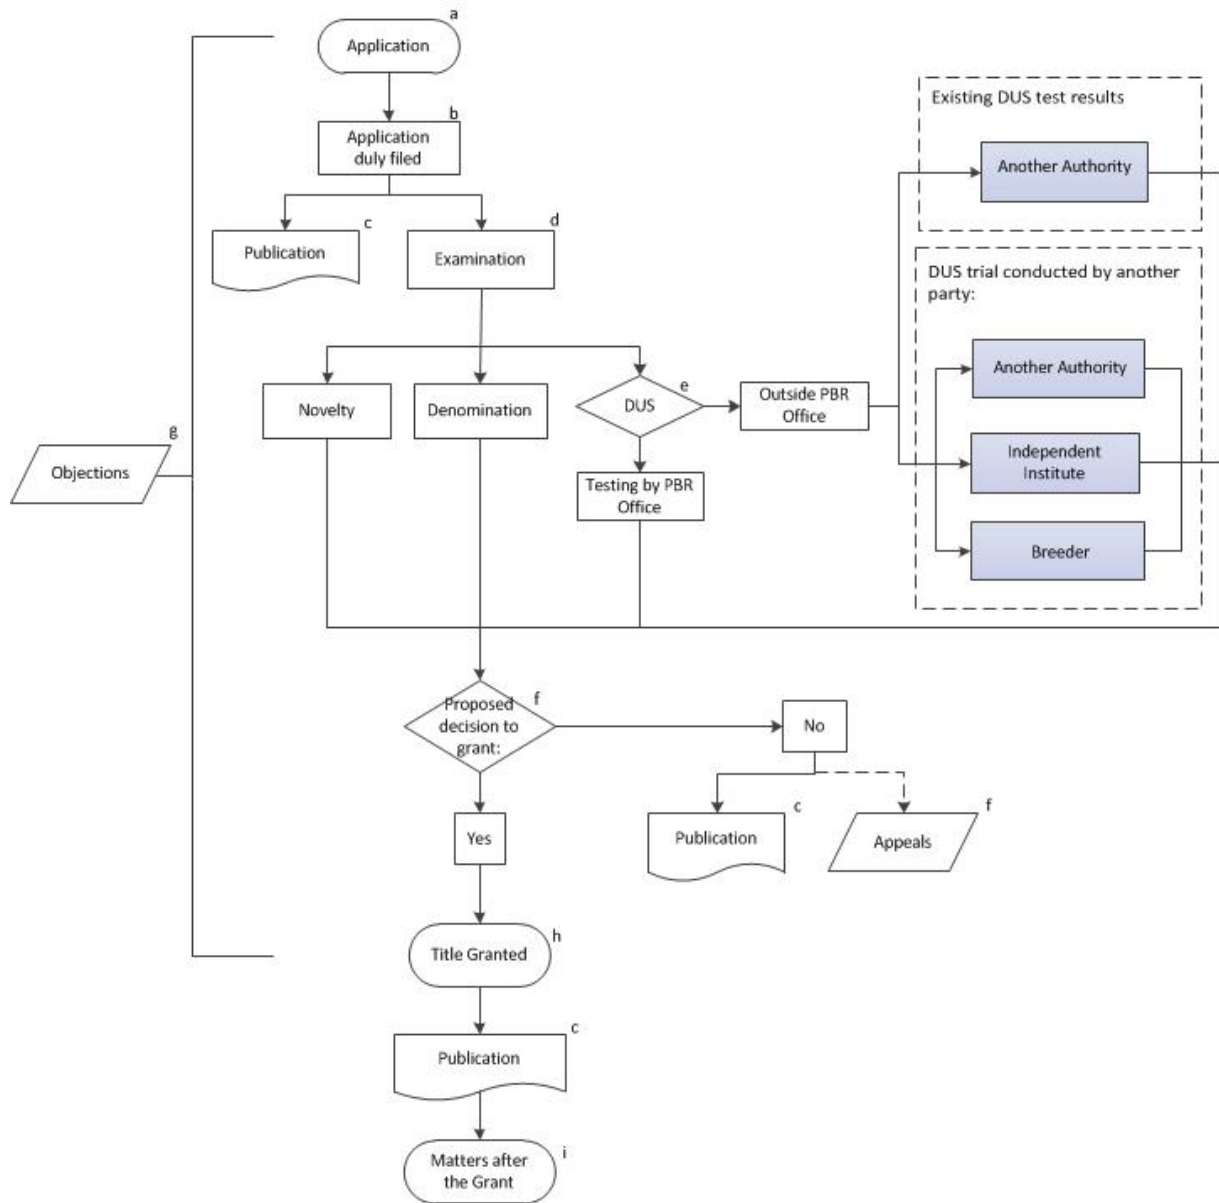 a
Application
b
Application
duly filed
c
Publication
d
Examination
Existing DUS test results
Another Authority
DUS trial conducted by another
party:
Another Authority
Independent
Institute
Breeder
Novelty
Denomination
e
DUS
Outside PBR
Office
Testing by PBR
Office
g
Objections
f
Proposed
decision to
grant:
No
c
Publication
f
Appeals
Yes
h
Title Granted
c
Publication
i
Matters after
the Grant